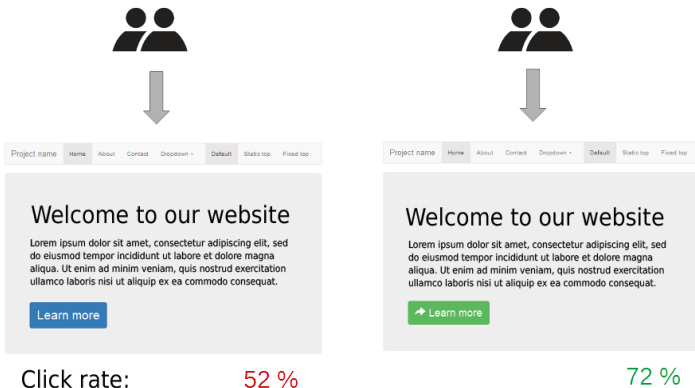 Project name Home About Contact Dropdown Default Static top Fixed top
Welcome to our website
Lorem ipsum dolor sit amet, consectetur adipiscing elit, sed
do eiusmod tempor incididunt ut labore et dolore magna
aliqua. Ut enim ad minim veniam, quis nostrud exercitation
ullamco laboris nisi ut aliquip ex ea commodo consequat.
Learn more
Click rate: 52 %
Project name Home About Contact Dropdown Default Static top Fixed top
Welcome to our website
Lorem ipsum dolor sit amet, consectetur adipiscing elit, sed
do eiusmod tempor incididunt ut labore et dolore magna
aliqua. Ut enim ad minim veniam, quis nostrud exercitation
ullamco laboris nisi ut aliquip ex ea commodo consequat.
Learn more
72 %